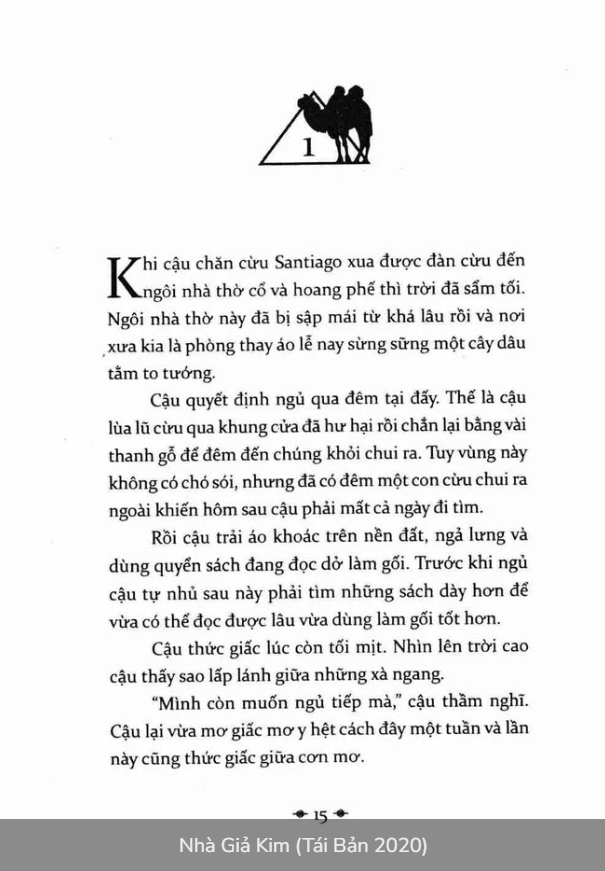 1
Khi cậu chăn cừu Santiago xua được đàn cừu đến
ngôi nhà thờ cổ và hoang phế thì trời đã sẩm tối.
Ngôi nhà thờ này đã bị sập mái từ khá lâu rồi và nơi
xưa kia là phòng thay áo lễ nay sừng sững một cây dâu
tằm to tướng.
Cậu quyết định ngủ qua đêm tại đấy. Thế là cậu
lùa lũ cừu qua khung cửa đã hư hại rồi chắn lại bằng vài
thanh gỗ để đêm đến chúng khỏi chui ra. Tuy vùng này
không có chó sói, nhưng đã có đêm một con cừu chui ra
ngoài khiến hôm sau cậu phải mất cả ngày đi tìm.
Rồi cậu trải áo khoác trên nền đất, ngả lưng và
dùng quyển sách đang đọc dở làm gối. Trước khi ngủ
cậu tự nhủ sau này phải tìm những sách dày hơn để
vừa có thể đọc được lâu vừa dùng làm gối tốt hơn.
Cậu thức giấc lúc còn tối mịt. Nhìn lên trời cao
cậu thấy sao lấp lánh giữa những xà ngang.
“Mình còn muốn ngủ tiếp mà,” cậu thầm nghĩ.
Cậu lại vừa mơ giấc mơ y hệt cách đây một tuần và lần
này cũng thức giấc giữa cơn mơ.
15
Nhà Giả Kim (Tái Bản 2020)